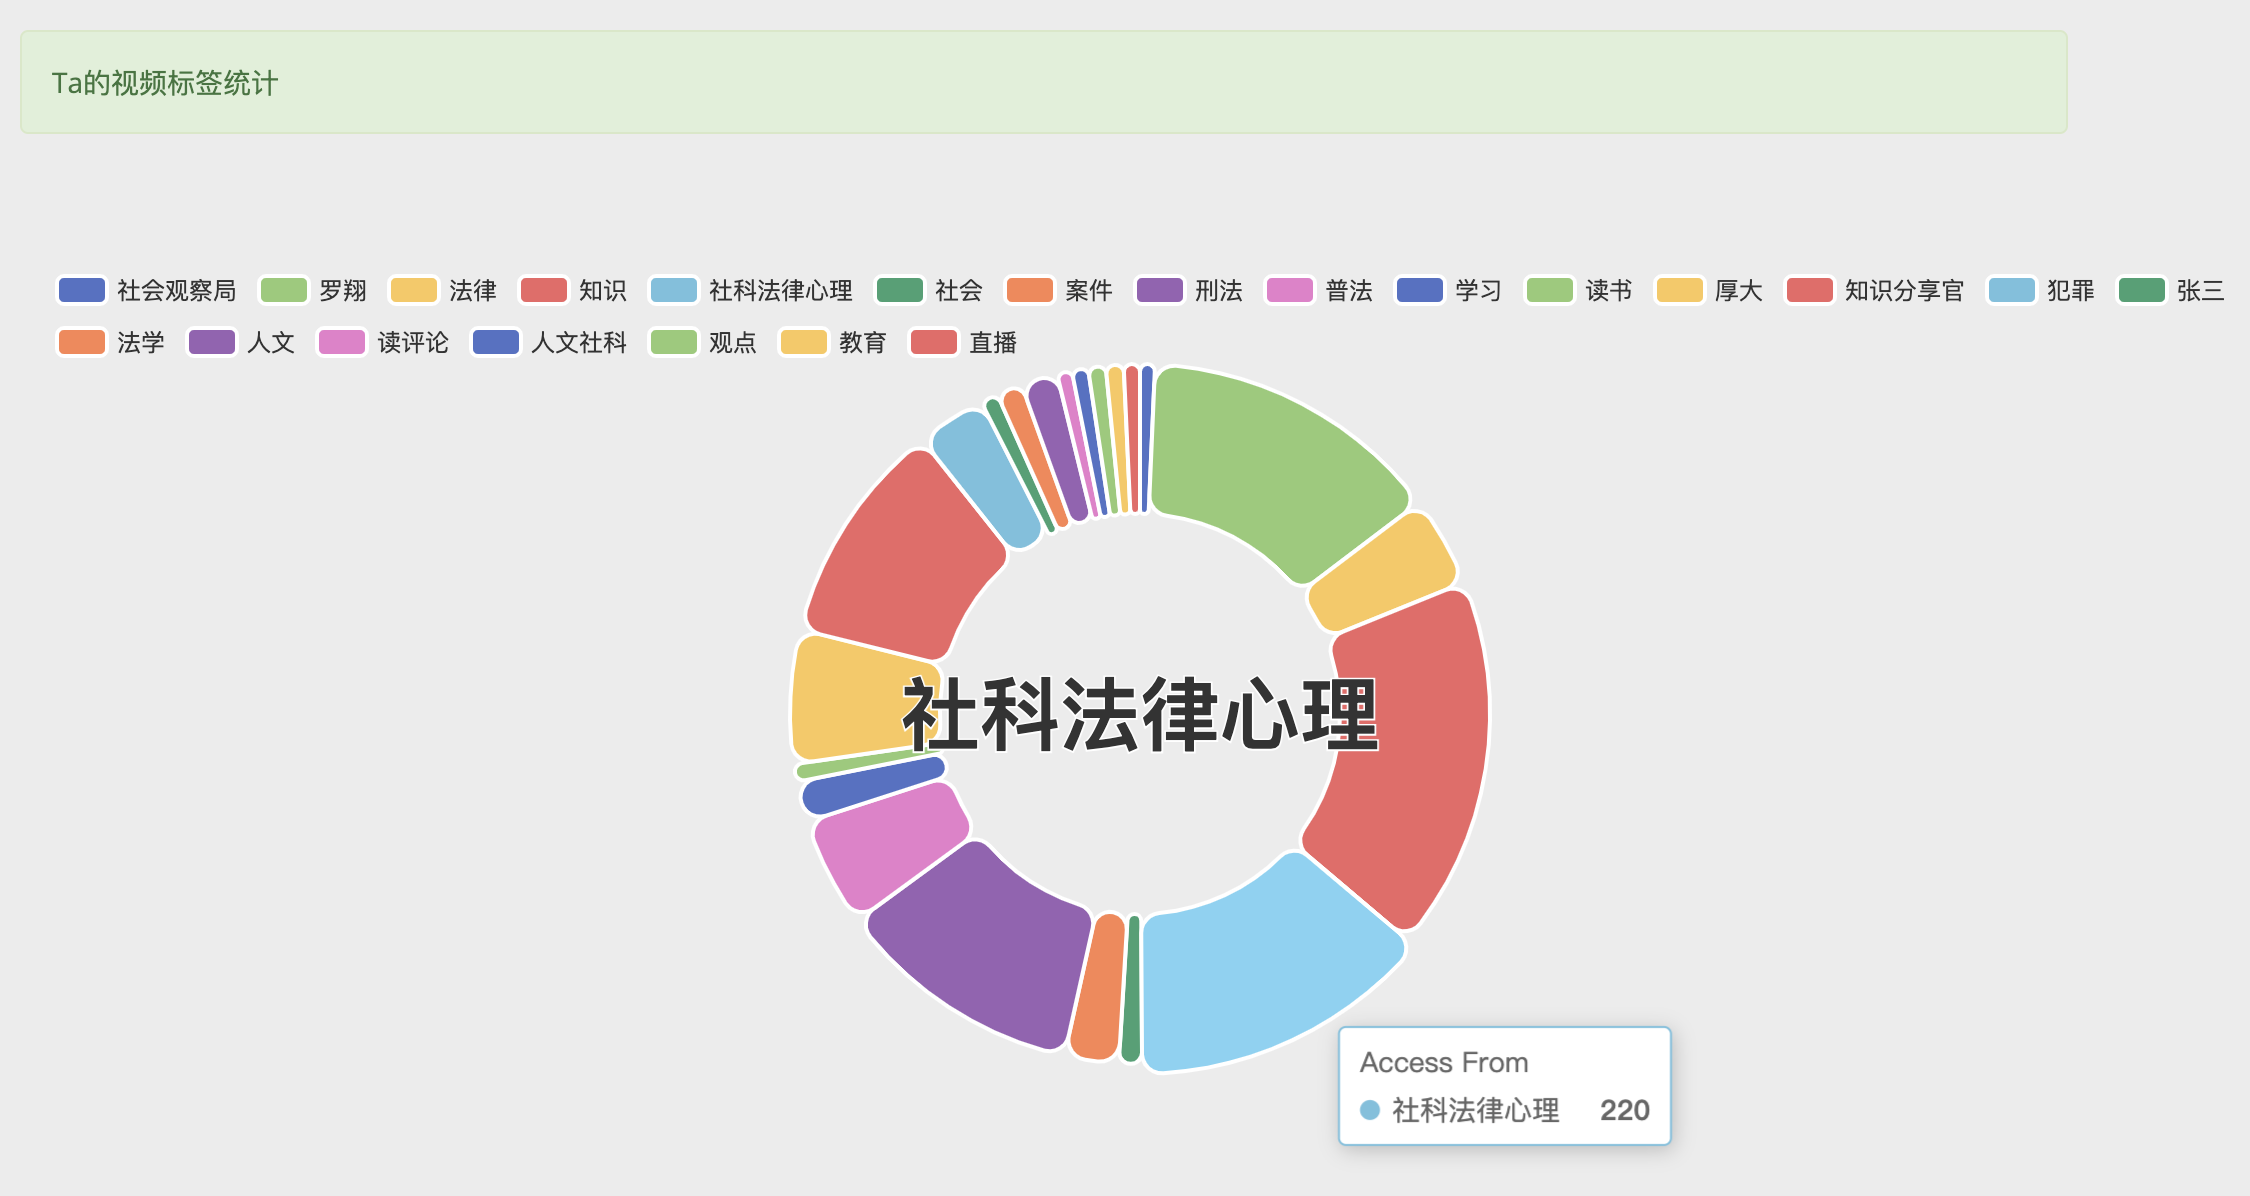 Ta的视频标签统计
社会观察局 罗翔 法律 知识 社科法律心理 社会 案件 刑法 普法 学习 读书 厚大 知识分享官 犯罪 张三
法学 人文 读评论 人文社科 观点 教育 直播
社科法律心理
Access From
社科法律心理 220